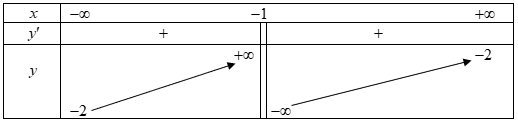 x −∞ −1 +∞
y' + +
+∞ −2
y
−2 −∞